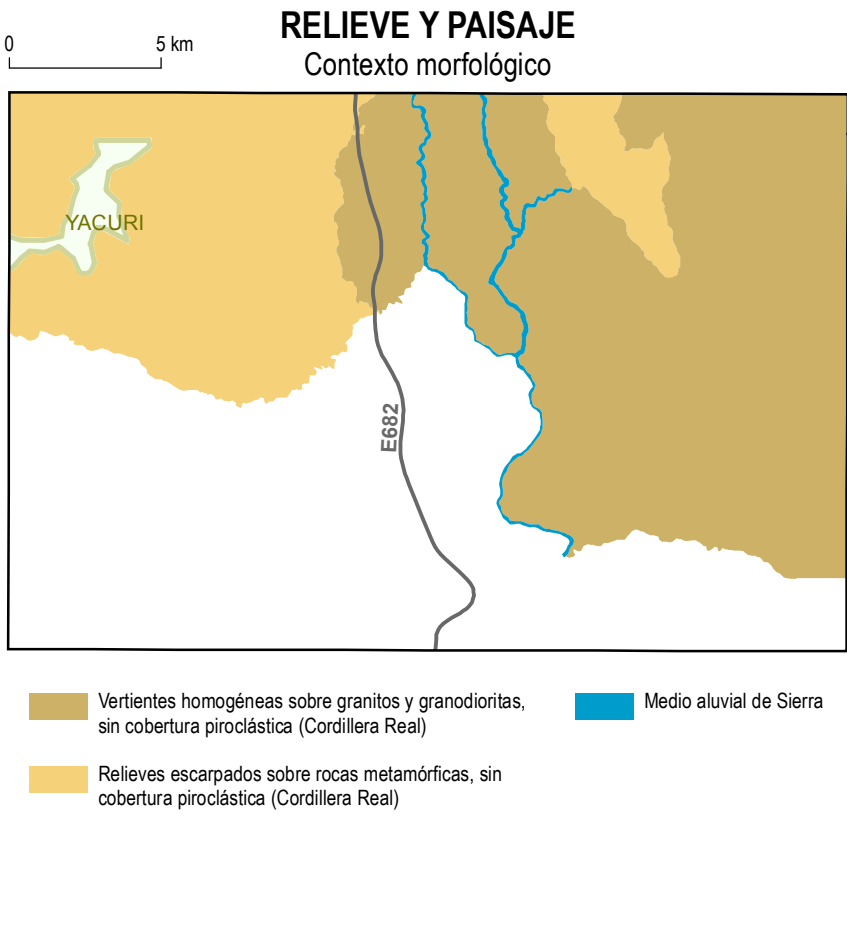 RELIEVE Y PAISAJE
Contexto morfológico
0 5 km
YACURI
E682
Vertientes homogéneas sobre granitos y granodioritas,
sin cobertura piroclástica (Cordillera Real)
Relieves escarpados sobre rocas metamórficas, sin
cobertura piroclástica (Cordillera Real)
Medio aluvial de Sierra